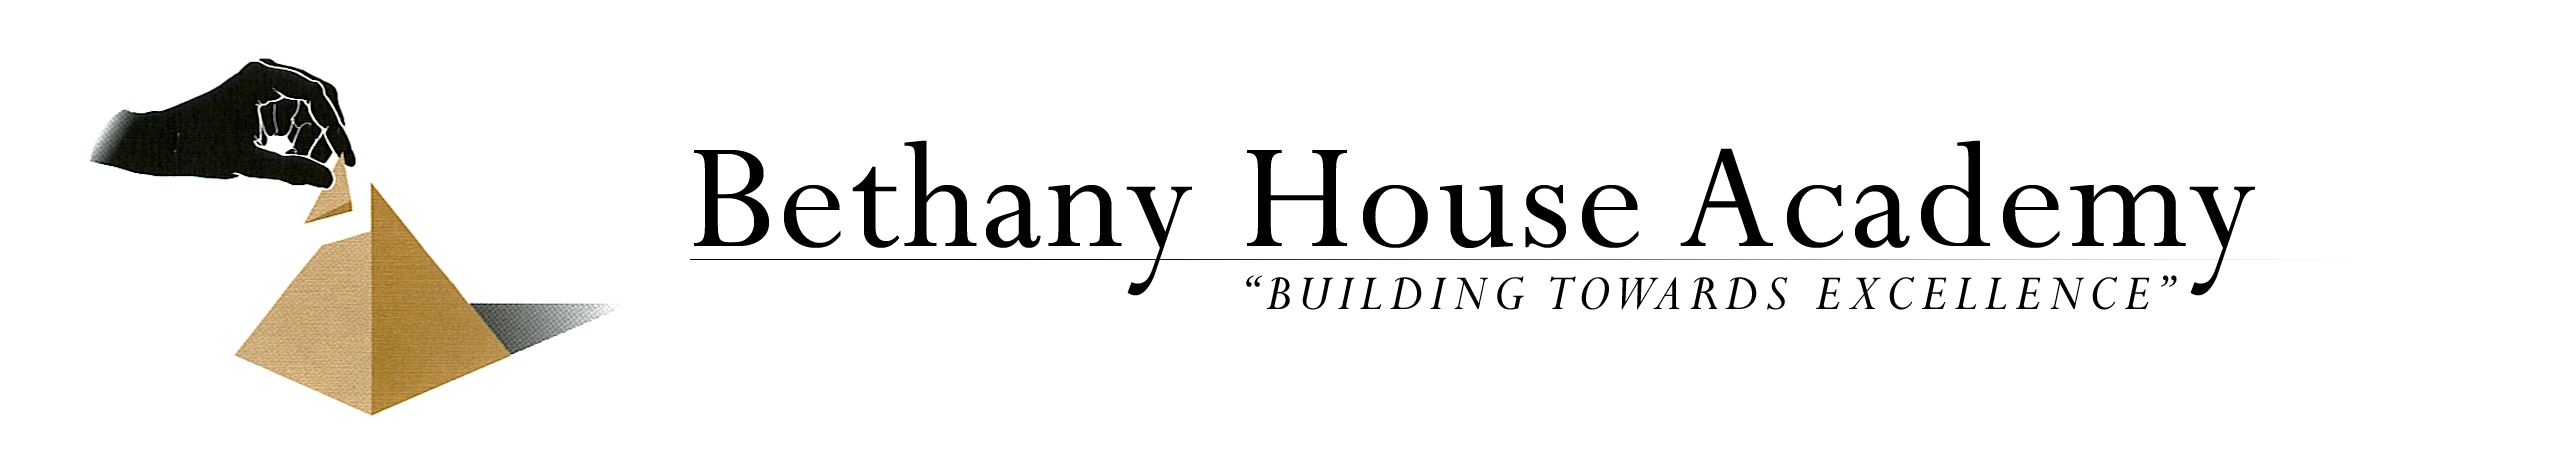 Bethany House Academy
“BUILDING TOWARDS EXCELLENCE”